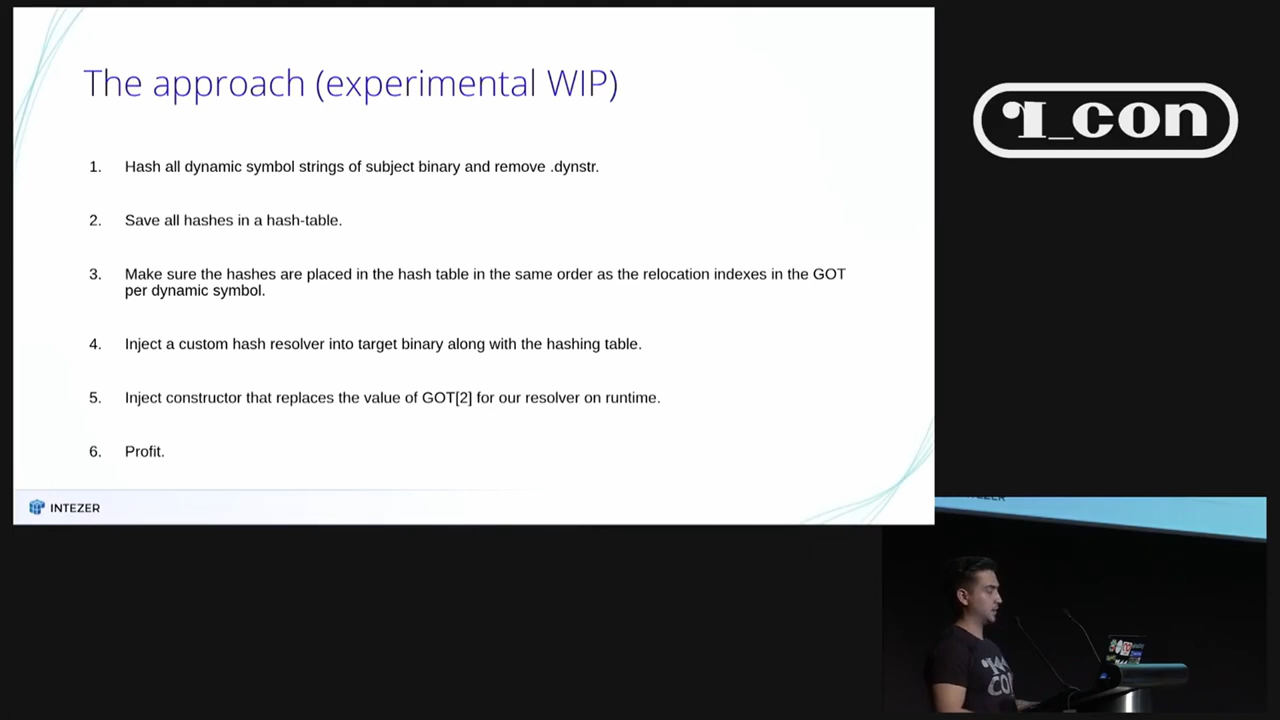 The approach (experimental WIP)
1. Hash all dynamic symbol strings of subject binary and remove .dynstr.
2. Save all hashes in a hash-table.
3. Make sure the hashes are placed in the hash table in the same order as the relocation indexes in the GOT
per dynamic symbol.
4. Inject a custom hash resolver into target binary along with the hashing table.
5. Inject constructor that replaces the value of GOT[2] for our resolver on runtime.
6. Profit.
INTEZER
r2_con